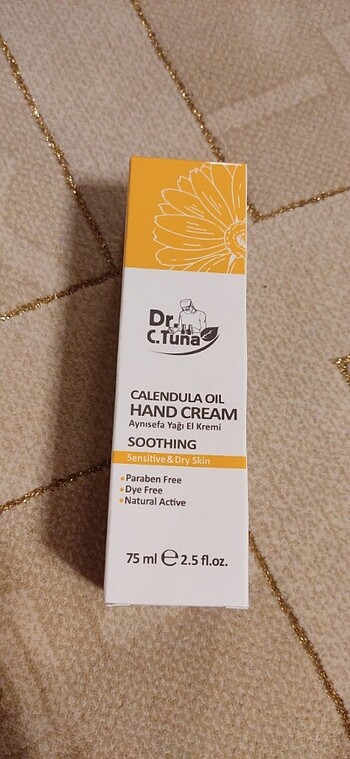 Dr.
C.Tuna
CALENDULA OIL
HAND CREAM
Aynısefa Yağı El Kremi
SOOTHING
Sensitive & Dry Skin
• Paraben Free
• Dye Free
• Natural Active
75 ml ℮ 2.5 fl.oz.